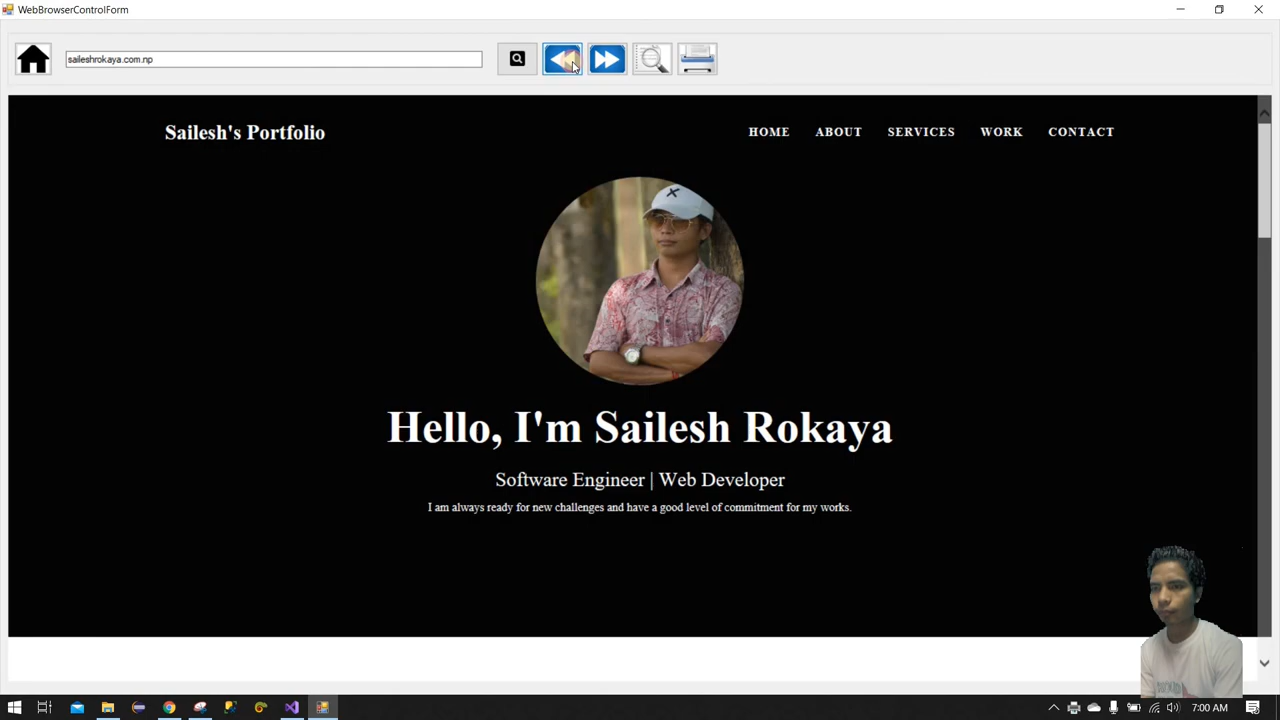 WebBrowserControlForm
saileshrokaya.com.np
Sailesh's Portfolio
HOME ABOUT SERVICES WORK CONTACT
Hello, I'm Sailesh Rokaya
Software Engineer | Web Developer
I am always ready for new challenges and have a good level of commitment for my works.
7:00 AM